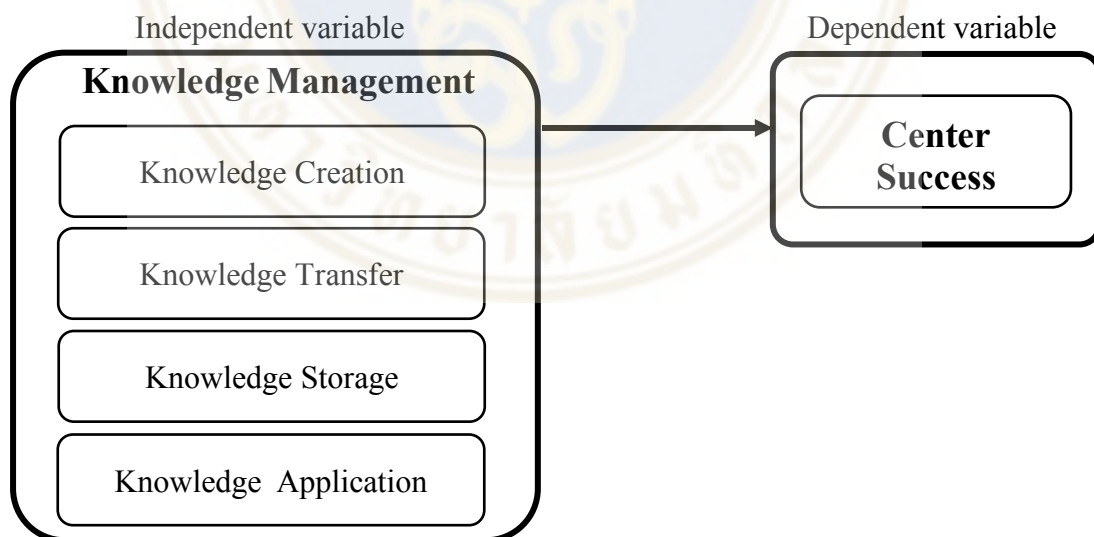 Independent variable
Dependent variable
Knowledge Management
Knowledge Creation
Knowledge Transfer
Knowledge Storage
Knowledge Application
Center
Success